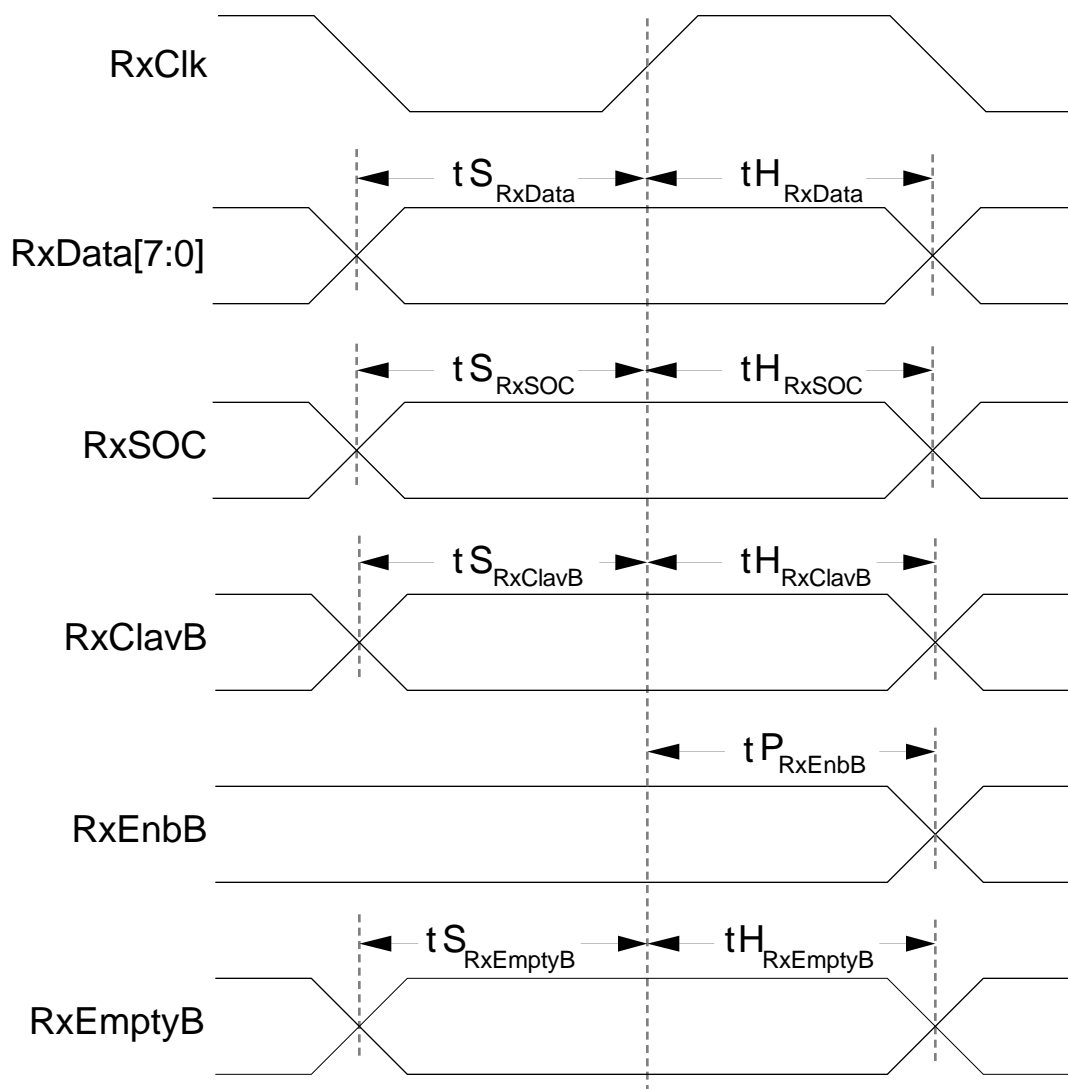 RxClk
tS RxData tH RxData
RxData[7:0]
tS RxSOC tH RxSOC
RxSOC
tS RxClavB tH RxClavB
RxClavB
tP RxEnbB
RxEnbB
tS RxEmptyB tH RxEmptyB
RxEmptyB